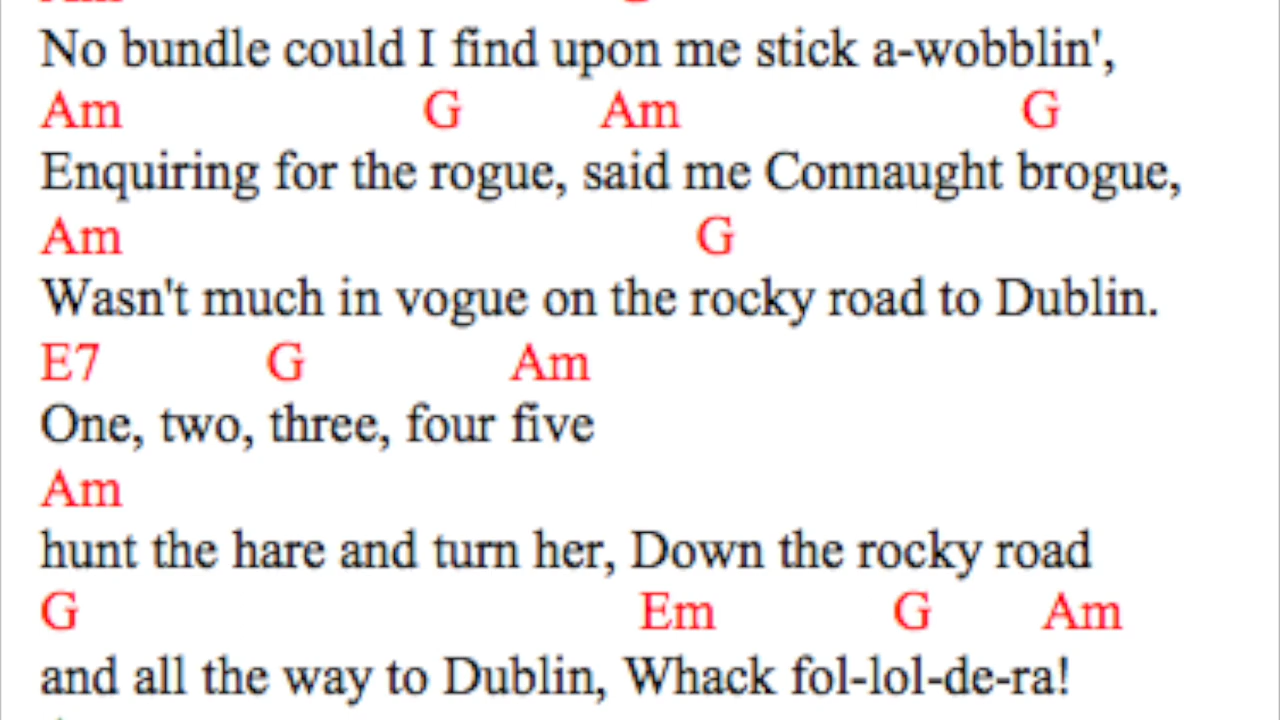 No bundle could I find upon me stick a-wobblin',
Am G Am G
Enquiring for the rogue, said me Connaught brogue,
Am G
Wasn't much in vogue on the rocky road to Dublin.
E7 G Am
One, two, three, four five
Am
hunt the hare and turn her, Down the rocky road
G Em G Am
and all the way to Dublin, Whack fol-lol-de-ra!